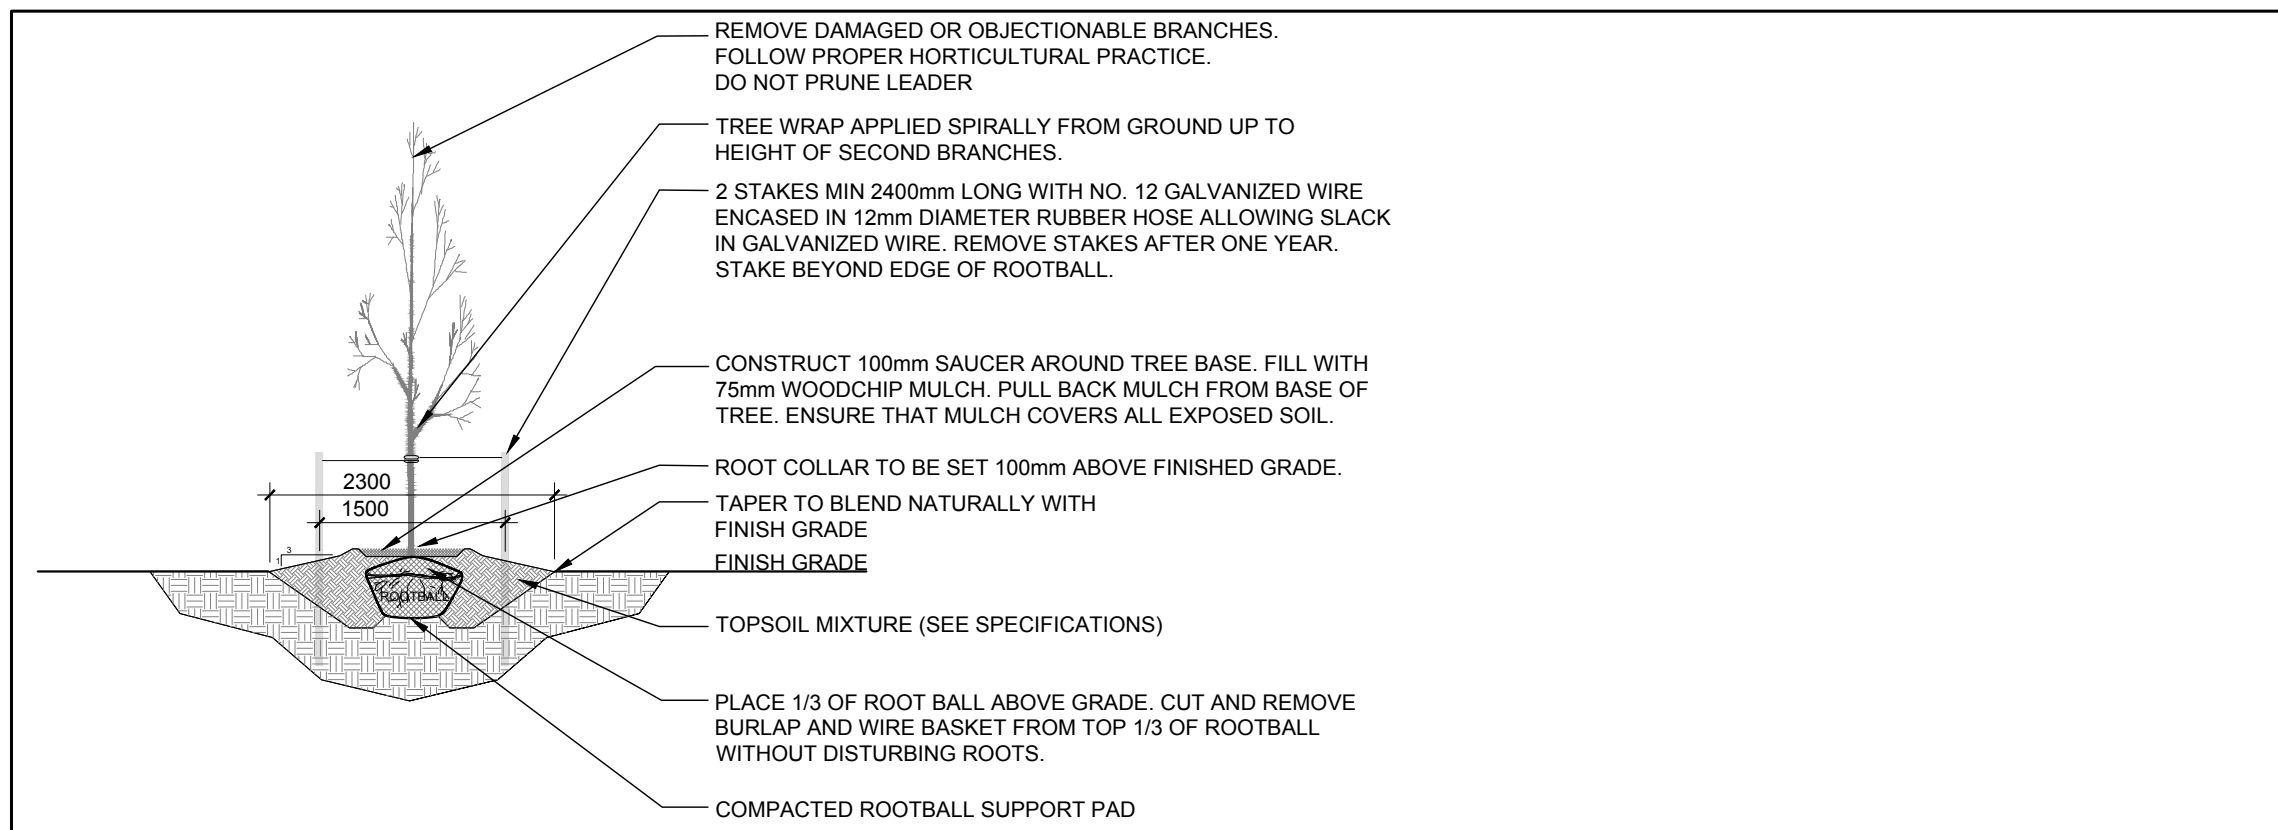 REMOVE DAMAGED OR OBJECTIONABLE BRANCHES.
FOLLOW PROPER HORTICULTURAL PRACTICE.
DO NOT PRUNE LEADER
TREE WRAP APPLIED SPIRALLY FROM GROUND UP TO
HEIGHT OF SECOND BRANCHES.
2 STAKES MIN 2400mm LONG WITH NO. 12 GALVANIZED WIRE
ENCASED IN 12mm DIAMETER RUBBER HOSE ALLOWING SLACK
IN GALVANIZED WIRE. REMOVE STAKES AFTER ONE YEAR.
STAKE BEYOND EDGE OF ROOTBALL.
CONSTRUCT 100mm SAUCER AROUND TREE BASE. FILL WITH
75mm WOODCHIP MULCH. PULL BACK MULCH FROM BASE OF
TREE. ENSURE THAT MULCH COVERS ALL EXPOSED SOIL.
ROOT COLLAR TO BE SET 100mm ABOVE FINISHED GRADE.
2300
1500
TAPER TO BLEND NATURALLY WITH
FINISH GRADE
3
1
FINISH GRADE
ROOTBALL
TOPSOIL MIXTURE (SEE SPECIFICATIONS)
PLACE 1/3 OF ROOT BALL ABOVE GRADE. CUT AND REMOVE
BURLAP AND WIRE BASKET FROM TOP 1/3 OF ROOTBALL
WITHOUT DISTURBING ROOTS.
COMPACTED ROOTBALL SUPPORT PAD